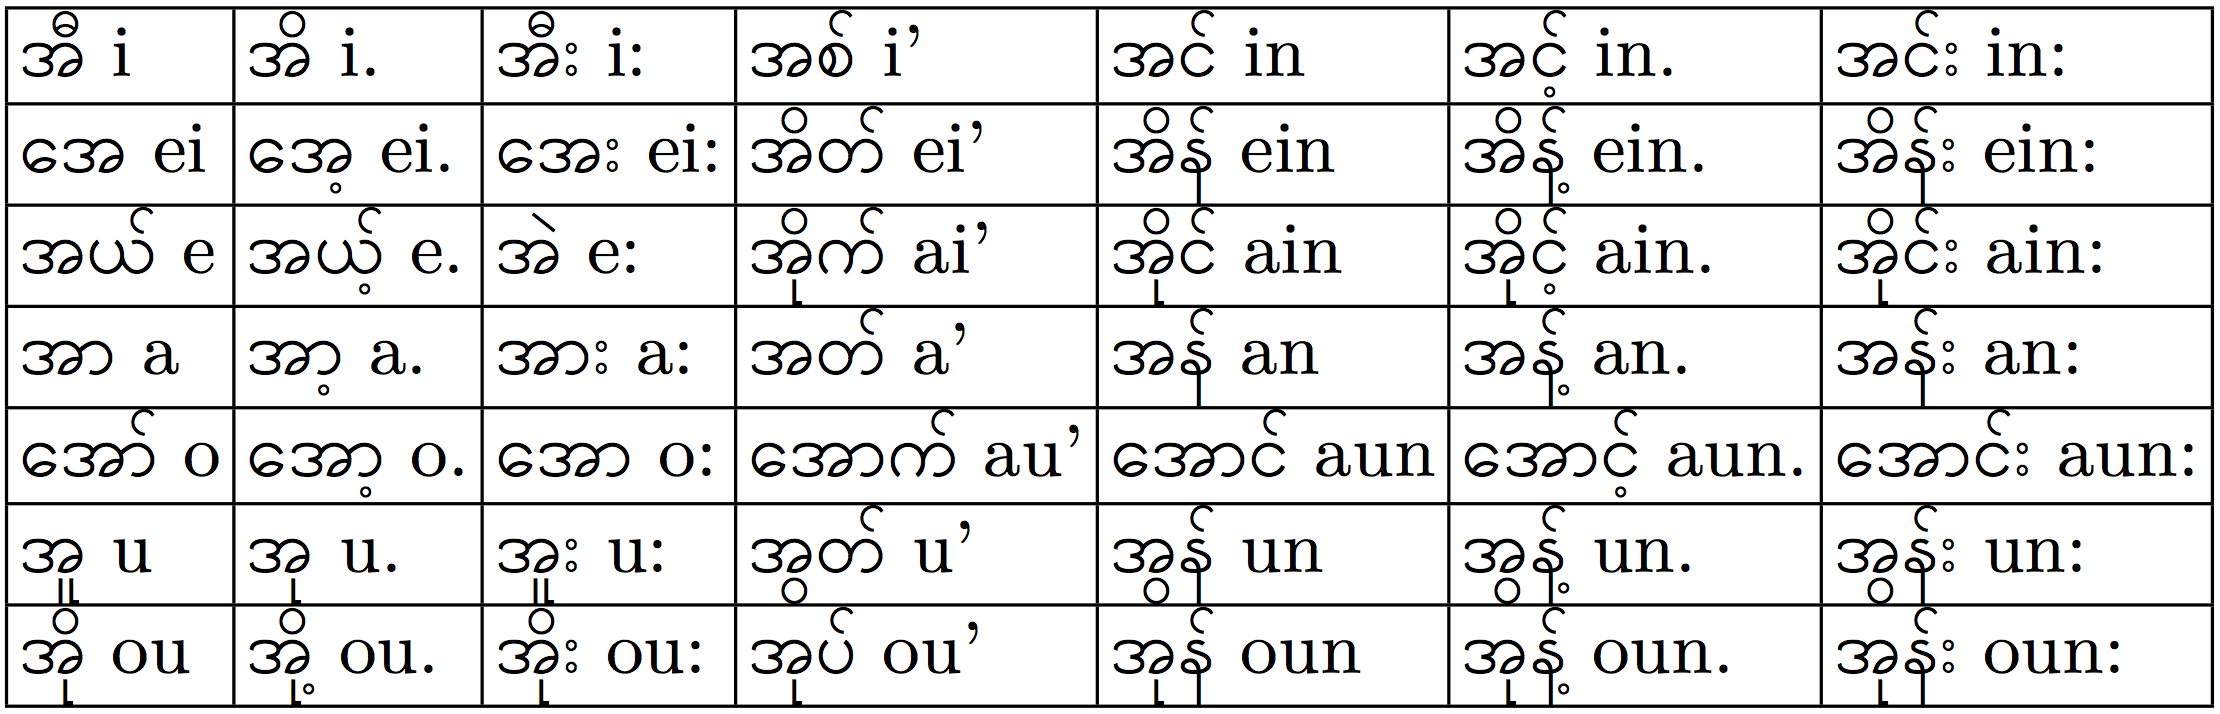 အီ i အိ i. အီး i: အစ် i’ အင် in အင့် in. အင်း in:
အေ ei အေ့ ei. အေး ei: အိတ် ei’ အိန် ein အိန့် ein. အိန်း ein:
အယ် e အယ့် e. အဲ e: အိုက် ai’ အိုင် ain အိုင့် ain. အိုင်း ain:
အာ a အာ့ a. အား a: အတ် a’ အန် an အန့် an. အန်း an:
အော် o အော့ o. အော o: အောက် au’ အောင် aun အောင့် aun. အောင်း aun:
အူ u အု u. အူး u: အွတ် u’ အွန် un အွန့် un. အွန်း un:
အို ou အို့ ou. အိုး ou: အုပ် ou’ အုန် oun အုန့် oun. အုန်း oun: